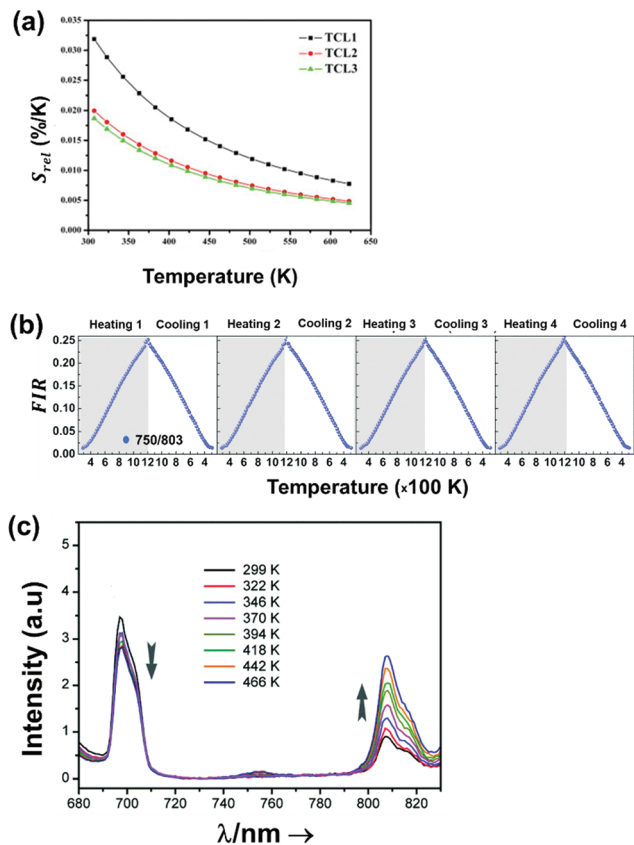 (a)
0.035
0.030
0.025
0.020
0.015
0.010
0.005
0.000
S_rel (%/K)
TCL1
TCL2
TCL3
300 350 400 450 500 550 600 650
Temperature (K)
(b)
Heating 1 Cooling 1 Heating 2 Cooling 2 Heating 3 Cooling 3 Heating 4 Cooling 4
0.25
0.20
0.15
0.10
0.05
0.00
FIR
750/803
4 6 8 10 12 10 8 6 4 4 6 8 10 12 10 8 6 4 4 6 8 10 12 10 8 6 4 4 6 8 10 12 10 8 6 4
Temperature (×100 K)
(c)
5
4
3
2
1
0
Intensity (a.u)
299 K
322 K
346 K
370 K
394 K
418 K
442 K
466 K
680 700 720 740 760 780 800 820
λ/nm →